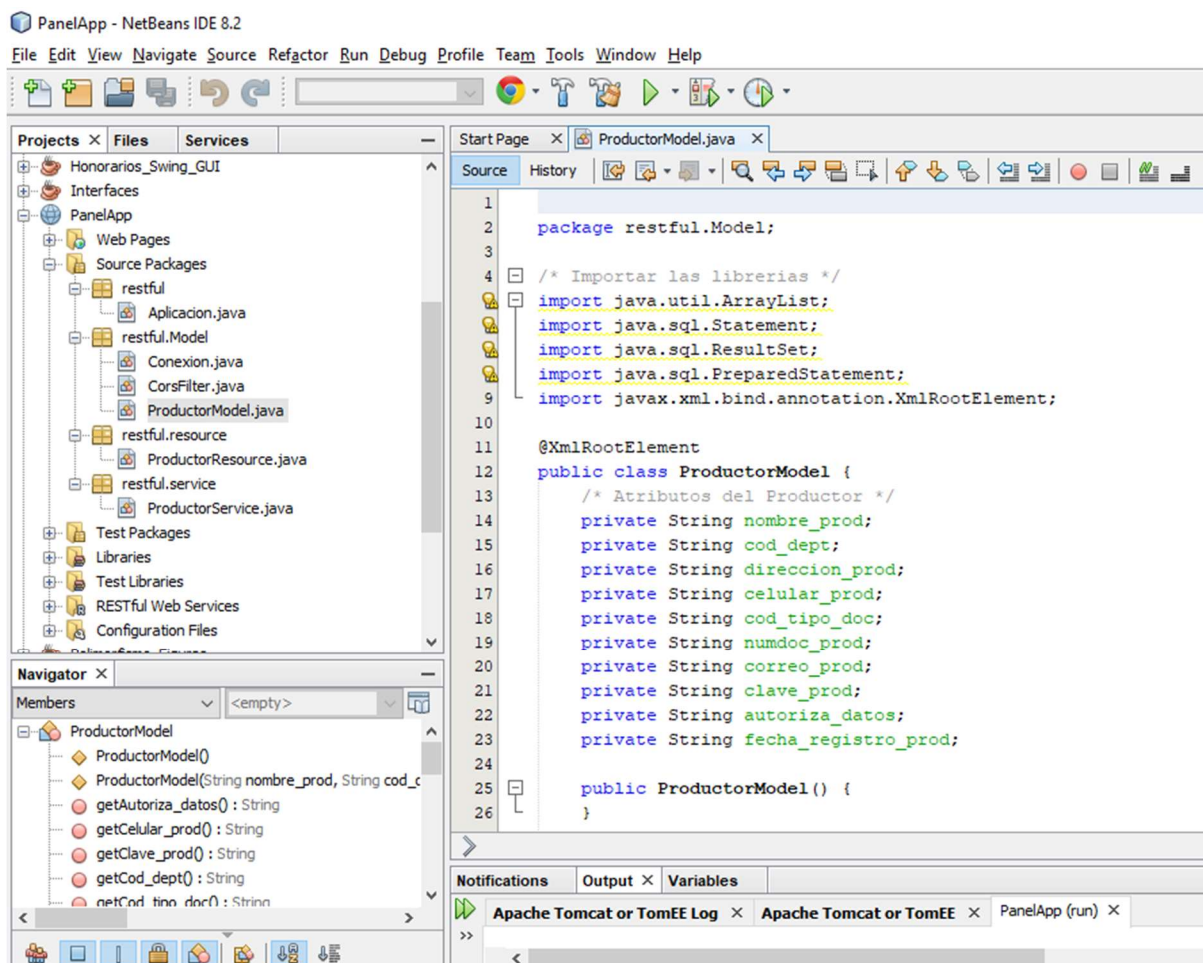 PanelApp - NetBeans IDE 8.2
File Edit View Navigate Source Refactor Run Debug Profile Team Tools Window Help
Projects Files Services
Honorarios_Swing_GUI
Interfaces
PanelApp
Web Pages
Source Packages
restful
Aplicacion.java
restful.Model
Conexion.java
CorsFilter.java
ProductorModel.java
restful.resource
ProductorResource.java
restful.service
ProductorService.java
Test Packages
Libraries
Test Libraries
RESTful Web Services
Configuration Files
Navigator
Members <empty>
ProductorModel
ProductorModel()
ProductorModel(String nombre_prod, String cod_
getAutoriza_datos() : String
getCelular_prod() : String
getClave_prod() : String
getCod_dept() : String
getCod_tipo_doc() : String
Start Page ProductorModel.java
Source History
1
2 package restful.Model;
3
4 /* Importar las librerias */
import java.util.ArrayList;
import java.sql.Statement;
import java.sql.ResultSet;
import java.sql.PreparedStatement;
9 import javax.xml.bind.annotation.XmlRootElement;
10
11 @XmlRootElement
12 public class ProductorModel {
13 /* Atributos del Productor */
14 private String nombre_prod;
15 private String cod_dept;
16 private String direccion_prod;
17 private String celular_prod;
18 private String cod_tipo_doc;
19 private String numdoc_prod;
20 private String correo_prod;
21 private String clave_prod;
22 private String autoriza_datos;
23 private String fecha_registro_prod;
24
25 public ProductorModel() {
26 }
Notifications Output Variables
Apache Tomcat or TomEE Log Apache Tomcat or TomEE PanelApp (run)